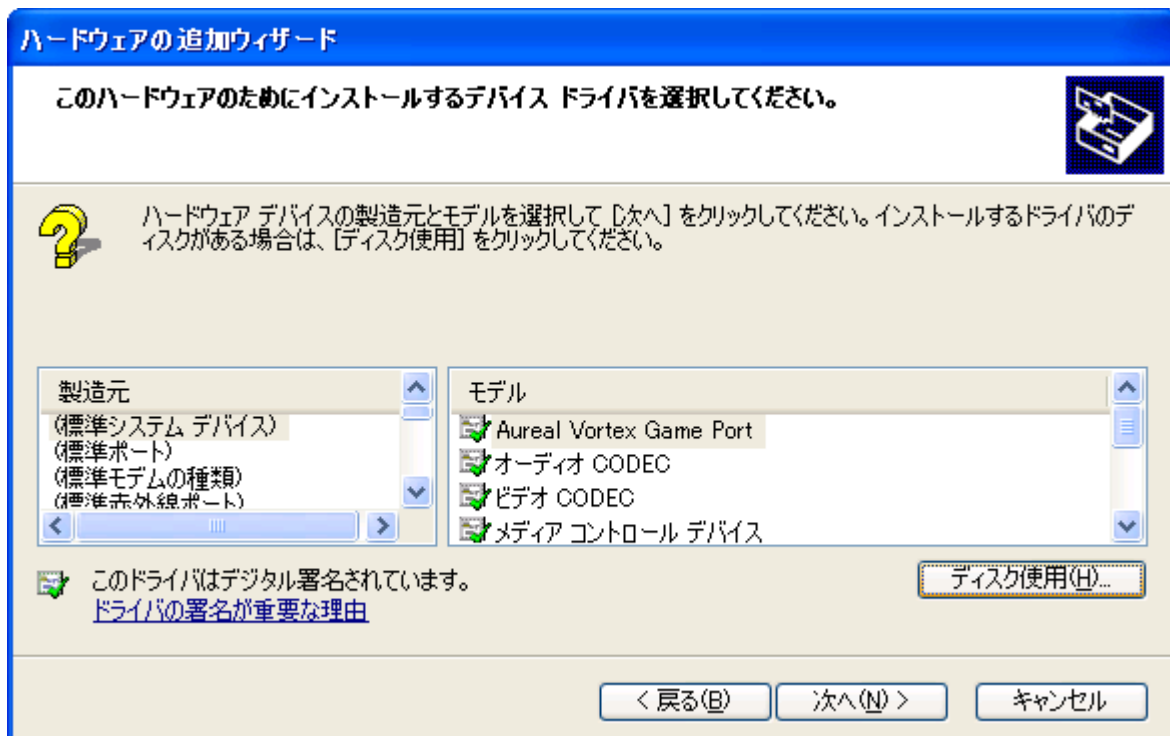 ハードウェアの追加ウィザード
このハードウェアのためにインストールするデバイス ドライバを選択してください。
ハードウェア デバイスの製造元とモデルを選択して [次へ] をクリックしてください。インストールするドライバのデ
ィスクがある場合は、[ディスク使用] をクリックしてください。
製造元
(標準システム デバイス)
(標準ポート)
(標準モデムの種類)
(標準赤外線ポート)
モデル
Aureal Vortex Game Port
オーディオ CODEC
ビデオ CODEC
メディア コントロール デバイス
このドライバはデジタル署名されています。
ドライバの署名が重要な理由
ディスク使用(H)...
< 戻る(B)
次へ(N) >
キャンセル